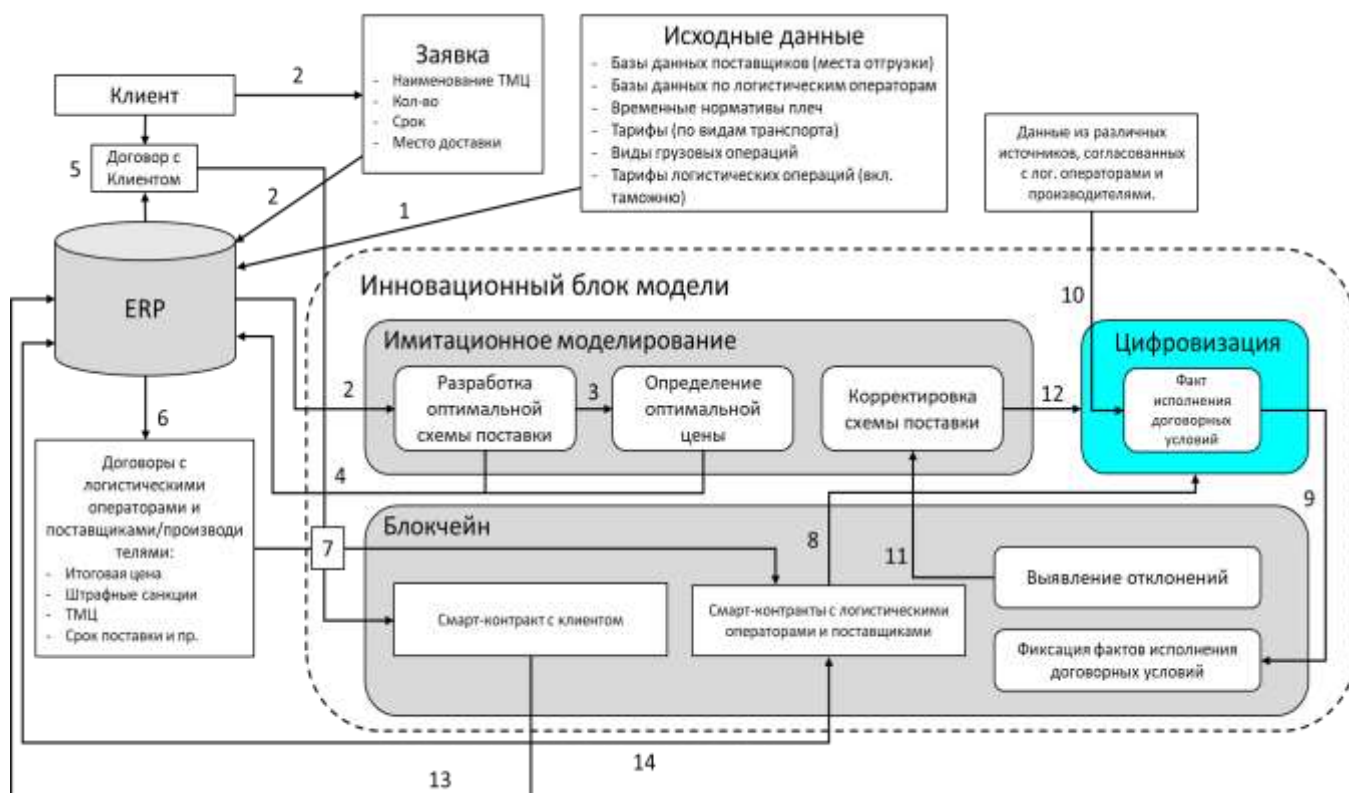 2
Заявка
- Наименование ТМЦ
- Кол-во
- Срок
- Место доставки
Исходные данные
- Базы данных поставщиков (места отгрузки)
- Базы данных по логистическим операторам
- Временные нормативы плеч
- Тарифы (по видам транспорта)
- Виды грузовых операций
- Тарифы логистических операций (вкл.
таможню)
Клиент
Данные из различных
источников, согласованных
с лог. операторами и
производителями.
5
Договор с
Клиентом
2
1
ERP
Инновационный блок модели
10
Имитационное моделирование
Цифровизация
2
Разработка
оптимальной
схемы поставки
3
Определение
оптимальной
цены
Корректировка
схемы поставки
12
Факт
исполнения
договорных
условий
6
4
9
Договоры с
логистическими
операторами и
поставщиками/производи
телями:
- Итоговая цена
- Штрафные санкции
- ТМЦ
- Срок поставки и пр.
Блокчейн
7
8
11
Выявление отклонений
Смарт-контракт с клиентом
Смарт-контракты с логистическими
операторами и поставщиками
Фиксация фактов исполнения
договорных условий
14
13